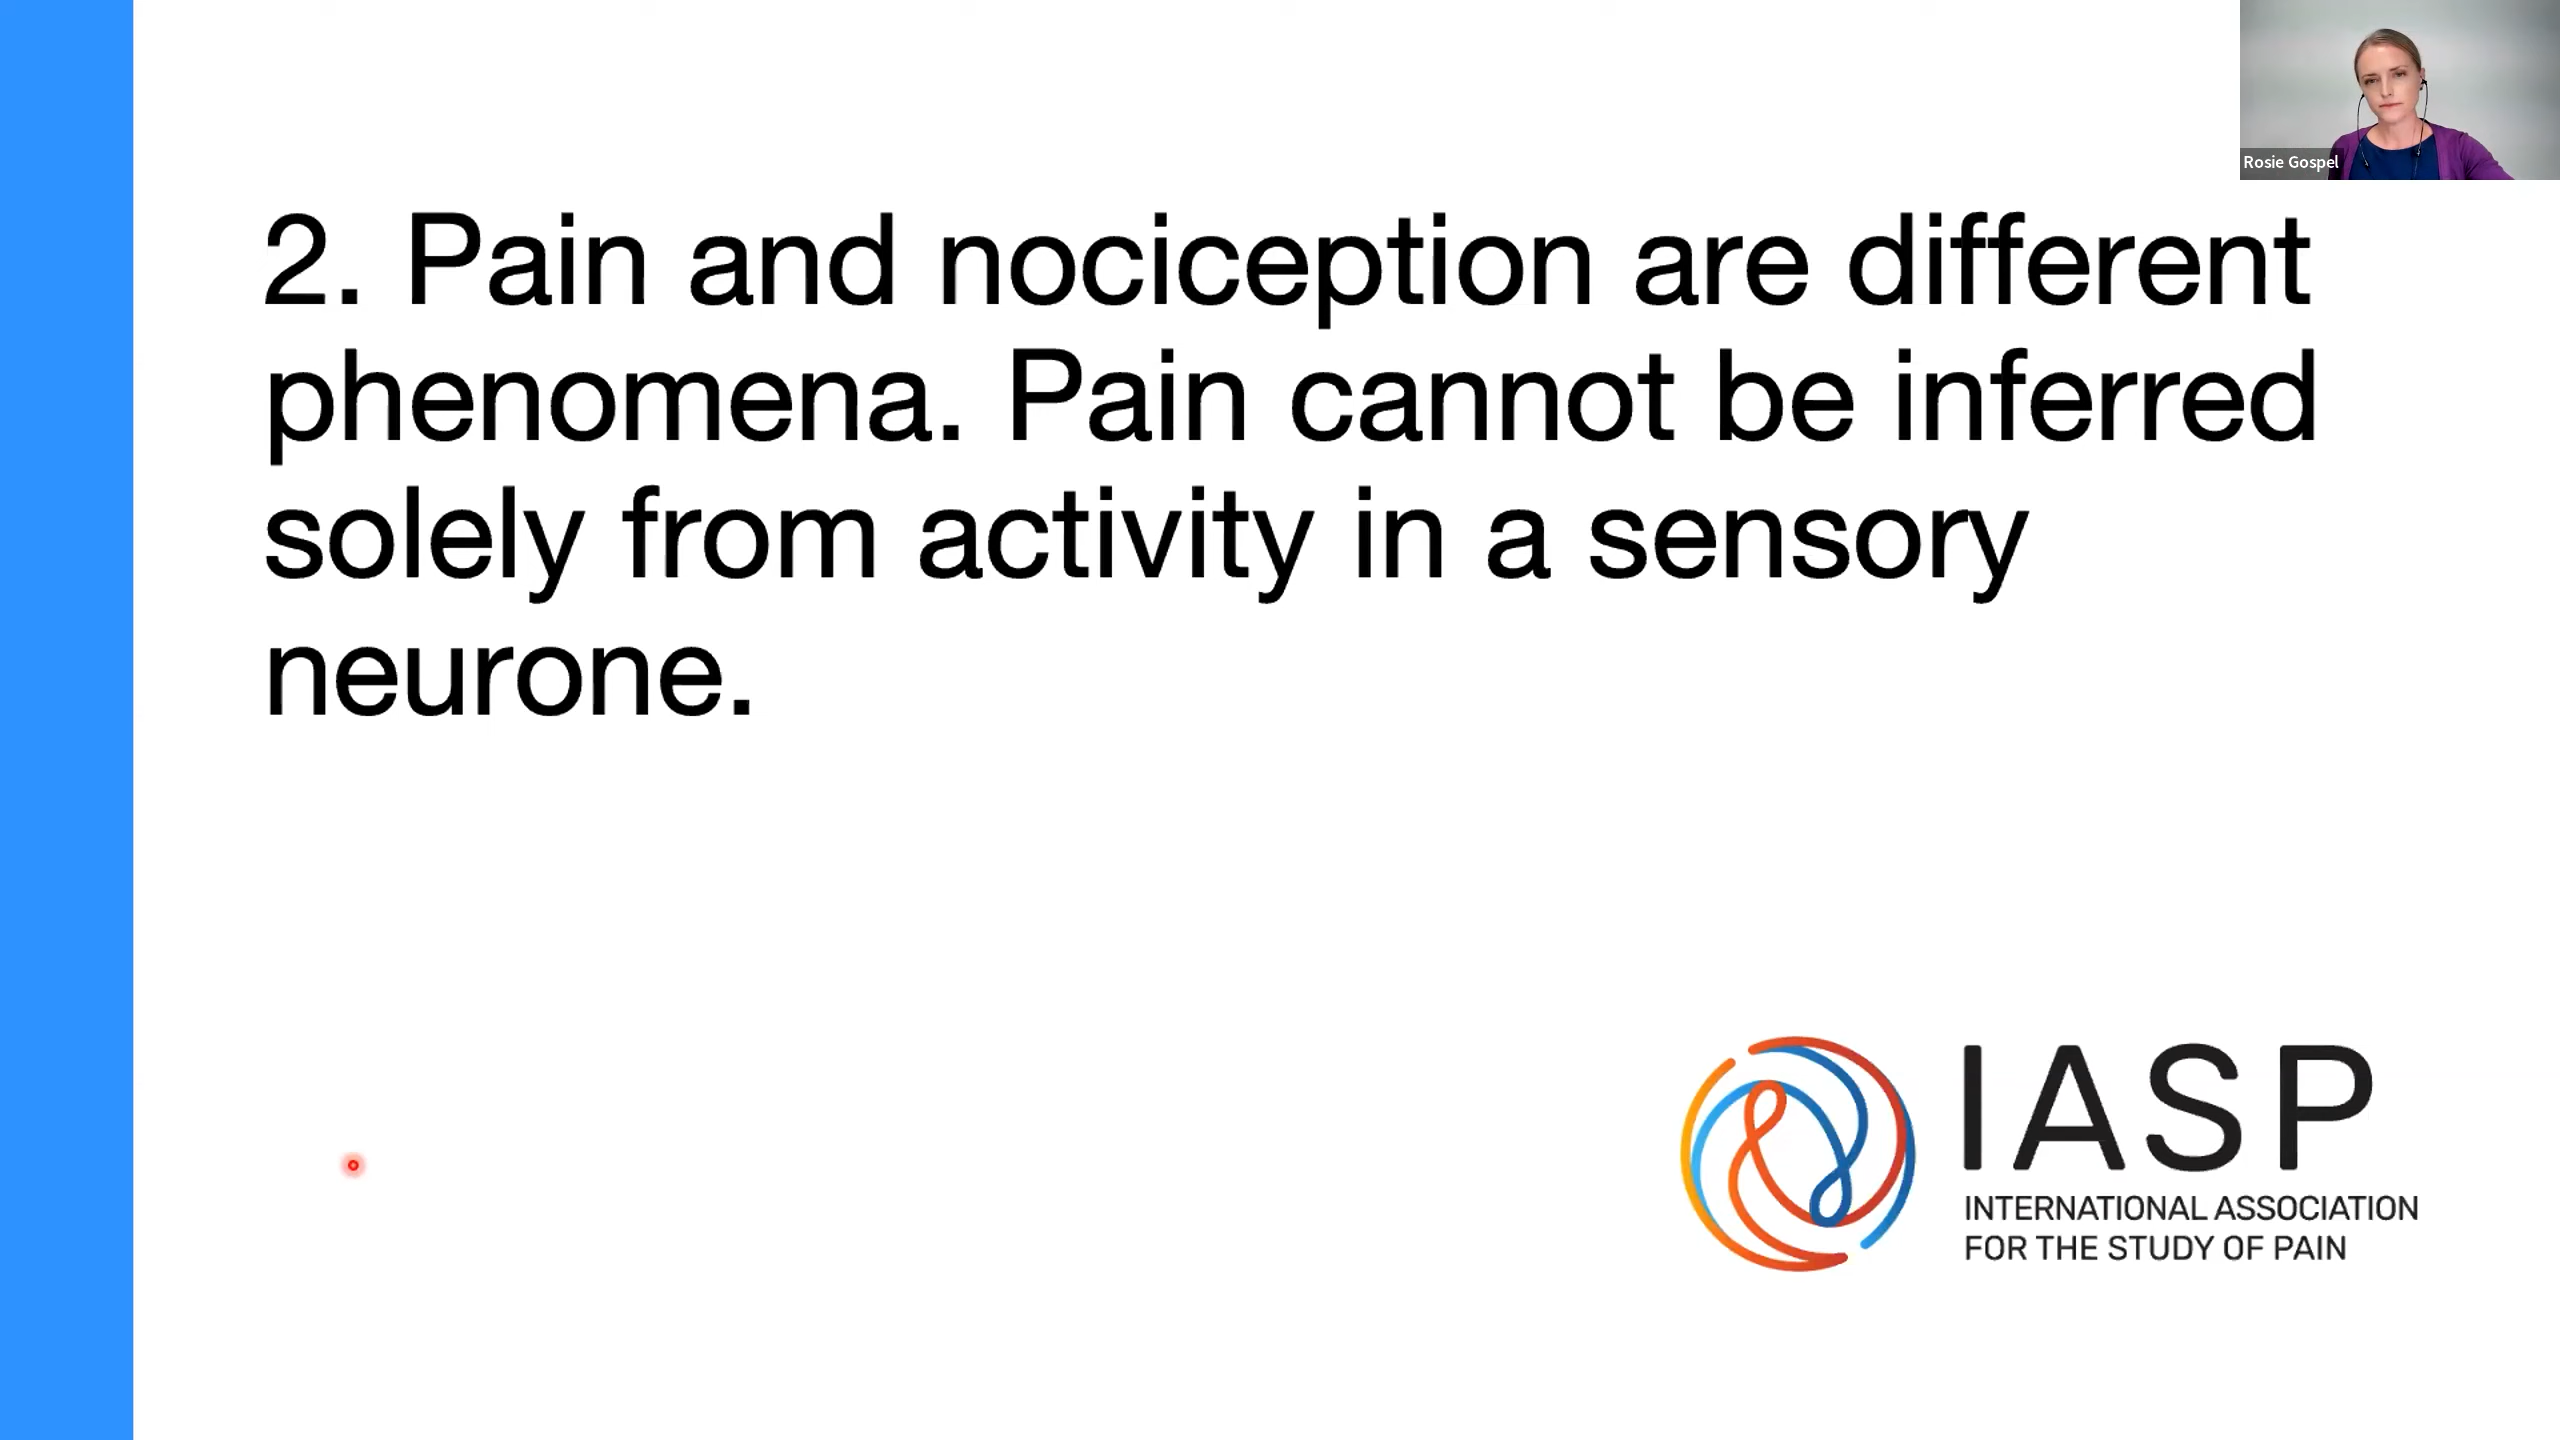 Rosie Gospel
2. Pain and nociception are different
phenomena. Pain cannot be inferred
solely from activity in a sensory
neurone.
IASP
INTERNATIONAL ASSOCIATION
FOR THE STUDY OF PAIN